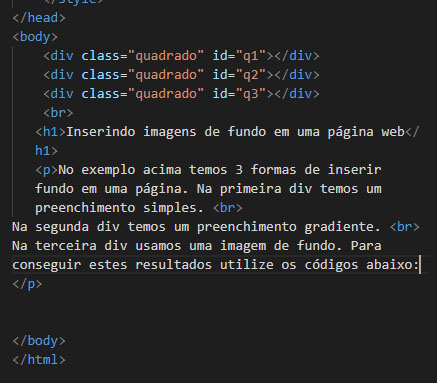 </style>
</head>
<body>
<div class="quadrado" id="q1"></div>
<div class="quadrado" id="q2"></div>
<div class="quadrado" id="q3"></div>
<br>
<h1>Inserindo imagens de fundo em uma página web</
h1>
<p>No exemplo acima temos 3 formas de inserir
fundo em uma página. Na primeira div temos um
preenchimento simples. <br>
Na segunda div temos um preenchimento gradiente. <br>
Na terceira div usamos uma imagem de fundo. Para
conseguir estes resultados utilize os códigos abaixo:
</p>
</body>
</html>